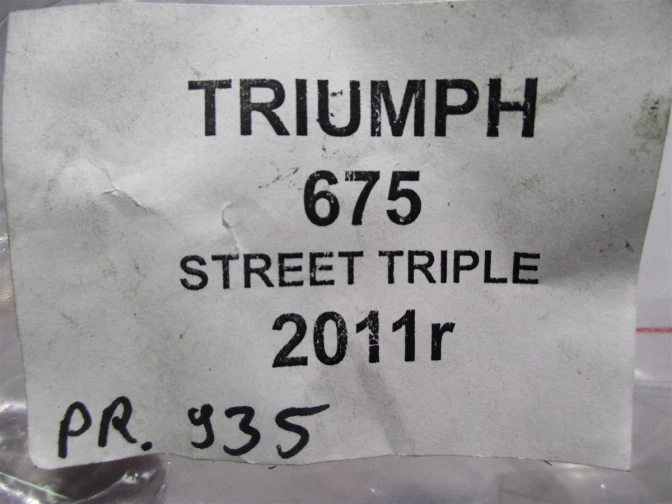 TRIUMPH
675
STREET TRIPLE
2011r
PR. 935